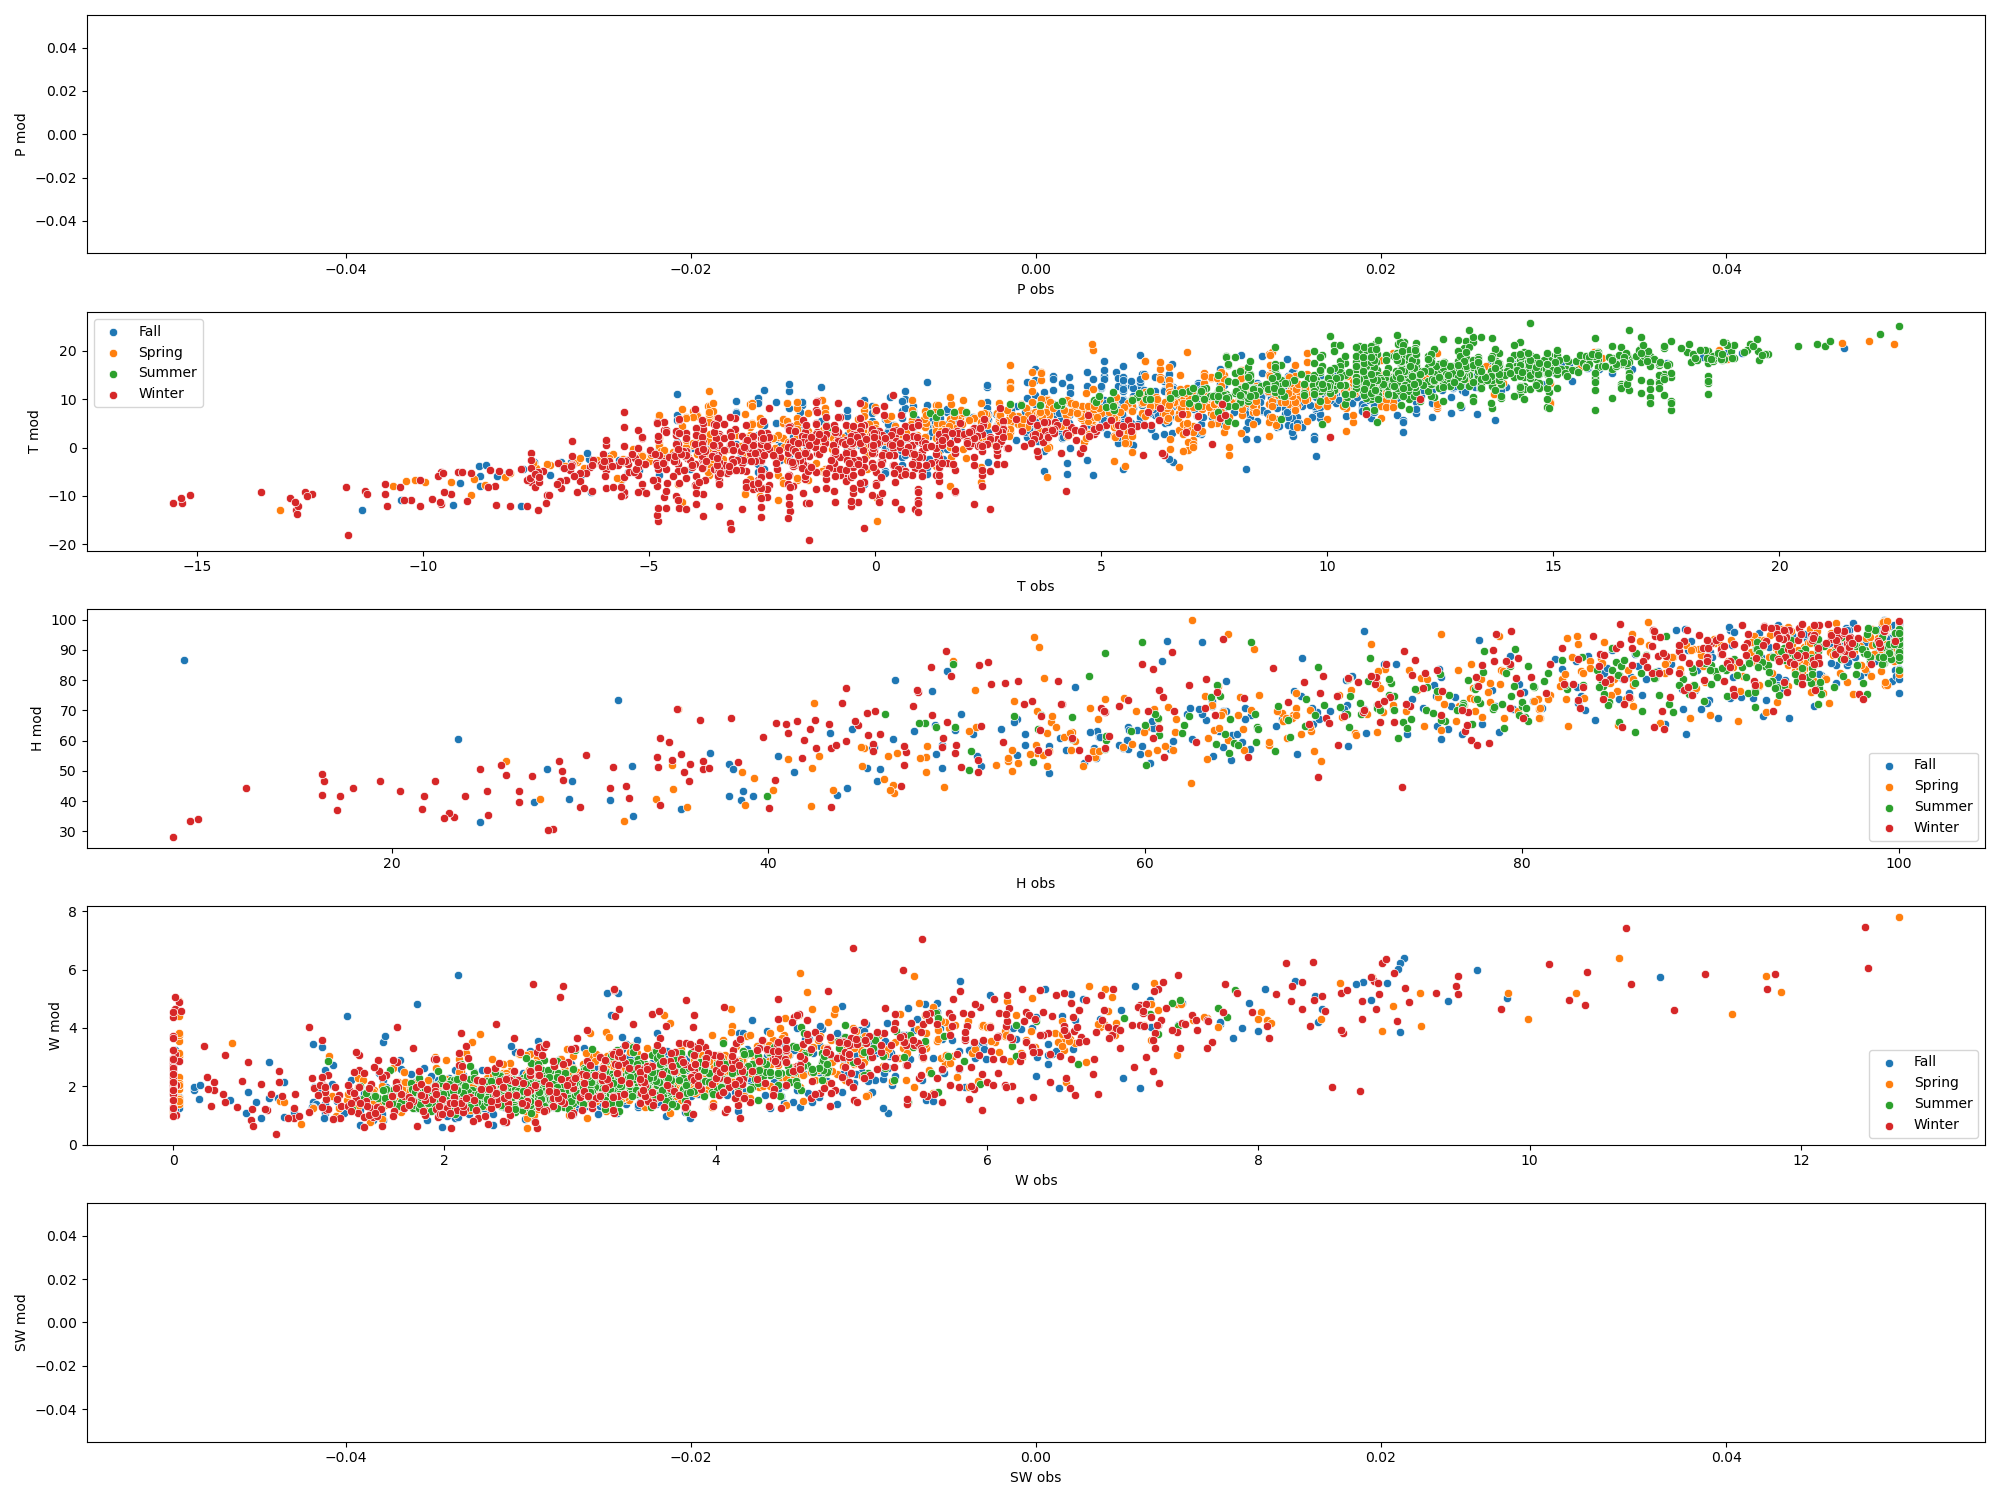 0.04
0.02
0.00
−0.02
−0.04
P mod
−0.04 −0.02 0.00 0.02 0.04
P obs
Fall
Spring
Summer
Winter
20
10
0
−10
−20
T mod
−15 −10 −5 0 5 10 15 20
T obs
100
90
80
70
60
50
40
30
H mod
Fall
Spring
Summer
Winter
20 40 60 80 100
H obs
8
6
4
2
0
W mod
Fall
Spring
Summer
Winter
0 2 4 6 8 10 12
W obs
0.04
0.02
0.00
−0.02
−0.04
SW mod
−0.04 −0.02 0.00 0.02 0.04
SW obs